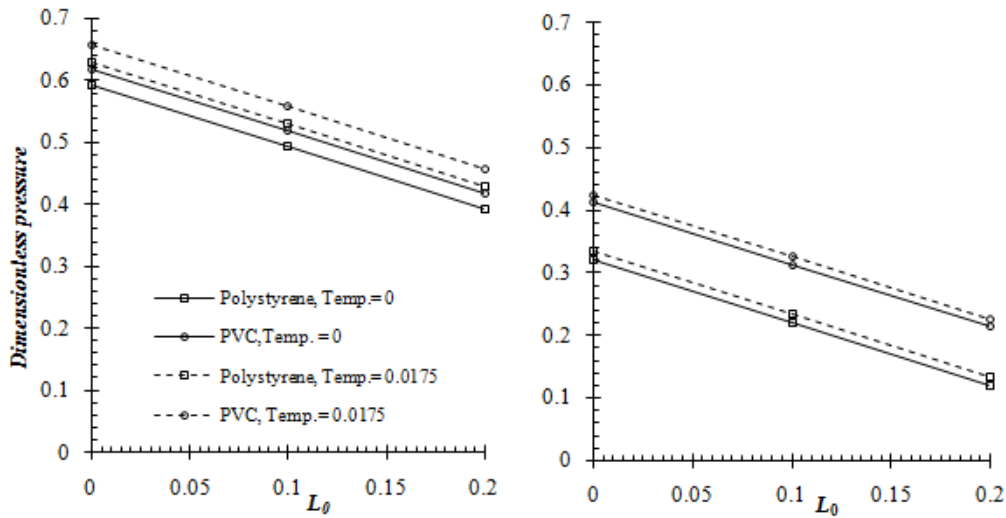 0.7
0.6
0.5
0.4
0.3
0.2
0.1
0
Dimensionless pressure
Polystyrene, Temp.= 0
PVC,Temp. = 0
Polystyrene, Temp.= 0.0175
PVC, Temp.= 0.0175
0 0.05 0.1 0.15 0.2
L0
0.7
0.6
0.5
0.4
0.3
0.2
0.1
0
0 0.05 0.1 0.15 0.2
L0